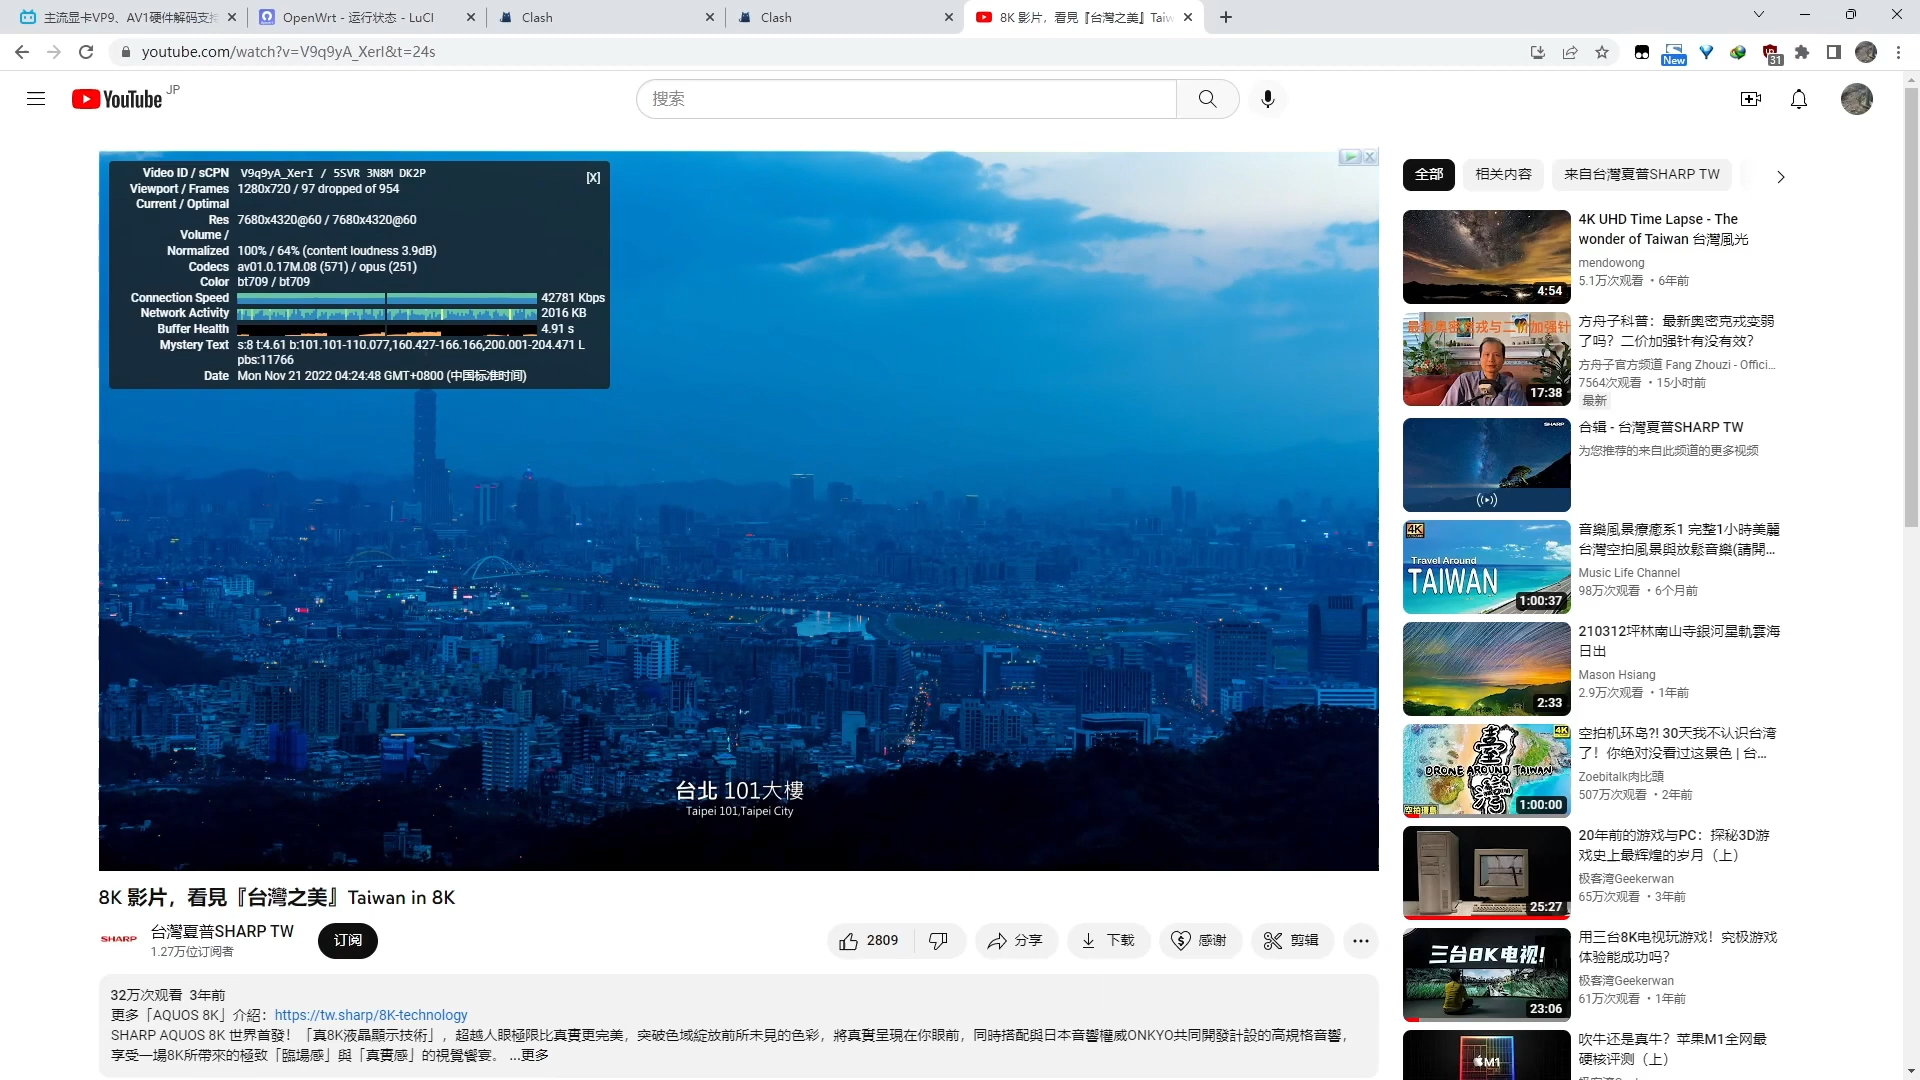 主流显卡VP9、AV1硬件解码支持
OpenWrt - 运行状态 - LuCI
Clash
Clash
8K 影片，看見『台灣之美』Taiw
youtube.com/watch?v=V9q9yA_XerI&t=24s
New
31
YouTube JP
搜索
Video ID / sCPN V9q9yA_XerI / 5SVR 3N8M DK2P
[X]
Viewport / Frames 1280x720 / 97 dropped of 954
Current / Optimal
Res 7680x4320@60 / 7680x4320@60
Volume /
Normalized 100% / 64% (content loudness 3.9dB)
Codecs av01.0.17M.08 (571) / opus (251)
Color bt709 / bt709
Connection Speed 42781 Kbps
Network Activity 2016 KB
Buffer Health 4.91 s
Mystery Text s:8 t:4.61 b:101.101-110.077,160.427-166.166,200.001-204.471 L
pbs:11766
Date Mon Nov 21 2022 04:24:48 GMT+0800 (中国标准时间)
台北 101大樓
Taipei 101,Taipei City
8K 影片，看見『台灣之美』Taiwan in 8K
SHARP
台灣夏普SHARP TW
1.27万位订阅者
订阅
2809
分享
下载
感谢
剪辑
32万次观看 3年前
更多「AQUOS 8K」介紹：https://tw.sharp/8K-technology
SHARP AQUOS 8K 世界首發！「真8K液晶顯示技術」，超越人眼極限比真實更完美，突破色域綻放前所未見的色彩，將真實呈現在你眼前，同時搭配與日本音響權威ONKYO共同開發計設的高規格音響，
享受一場8K所帶來的極致「臨場感」與「真實感」的視覺饗宴。 ...更多
全部
相关内容
来自台灣夏普SHARP TW
4:54
4K UHD Time Lapse - The
wonder of Taiwan 台灣風光
mendowong
5.1万次观看 • 6年前
最新奥密克戎与二价加强针
17:38
方舟子科普：最新奥密克戎变弱
了吗？二价加强针有没有效？
方舟子官方频道 Fang Zhouzi - Offici...
7564次观看 • 15小时前
最新
SHARP
合辑 - 台灣夏普SHARP TW
为您推荐的来自此频道的更多视频
4K
Travel Around
TAIWAN
1:00:37
音樂風景療癒系1 完整1小時美麗
台灣空拍風景與放鬆音樂(請開...
Music Life Channel
98万次观看 • 6个月前
2:33
210312坪林南山寺銀河星軌雲海
日出
Mason Hsiang
2.9万次观看 • 1年前
4K
臺
DRONE AROUND TAIWAN
灣
空拍環島
1:00:00
空拍机环岛?! 30天我不认识台湾
了！你绝对没看过这景色 | 台...
Zoebitalk肉比頭
507万次观看 • 2年前
25:27
20年前的游戏与PC：探秘3D游
戏史上最辉煌的岁月（上）
极客湾Geekerwan
65万次观看 • 3年前
三台8K电视!
23:06
用三台8K电视玩游戏！究极游戏
体验能成功吗？
极客湾Geekerwan
61万次观看 • 1年前
M1
吹牛还是真牛？苹果M1全网最
硬核评测（上）